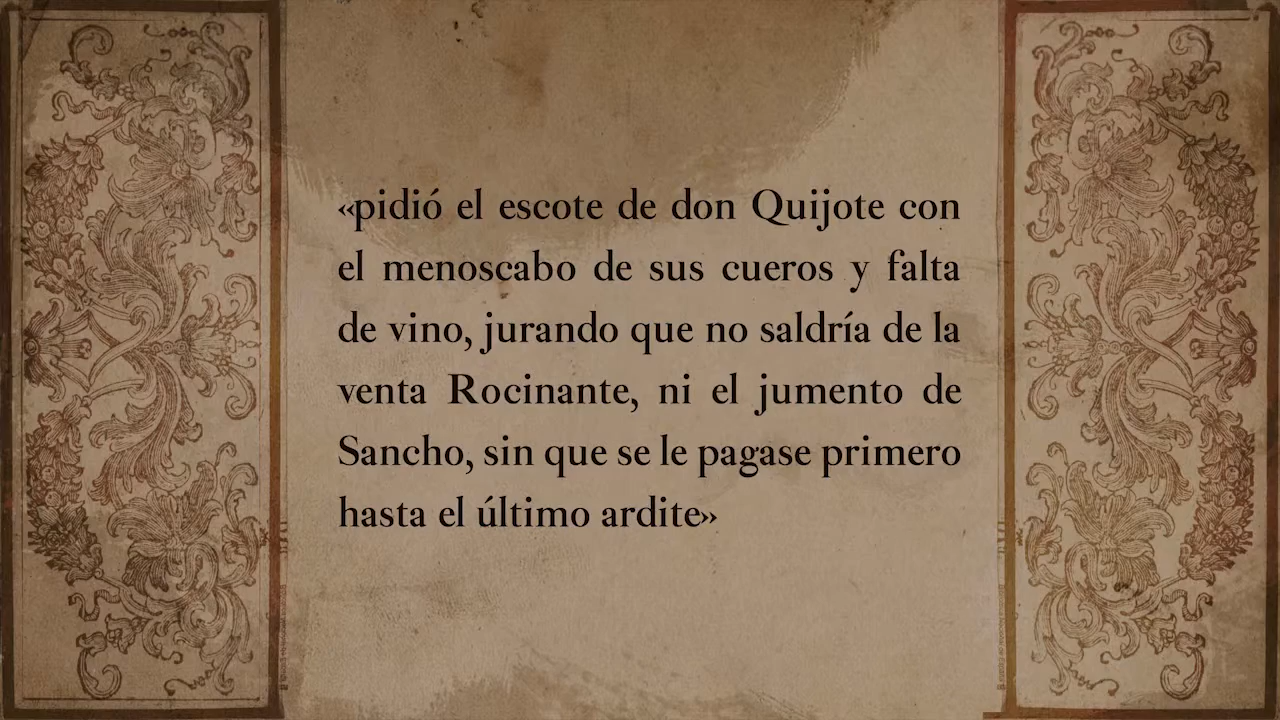 «pidió el escote de don Quijote con
el menoscabo de sus cueros y falta
de vino, jurando que no saldría de la
venta Rocinante, ni el jumento de
Sancho, sin que se le pagase primero
hasta el último ardite»